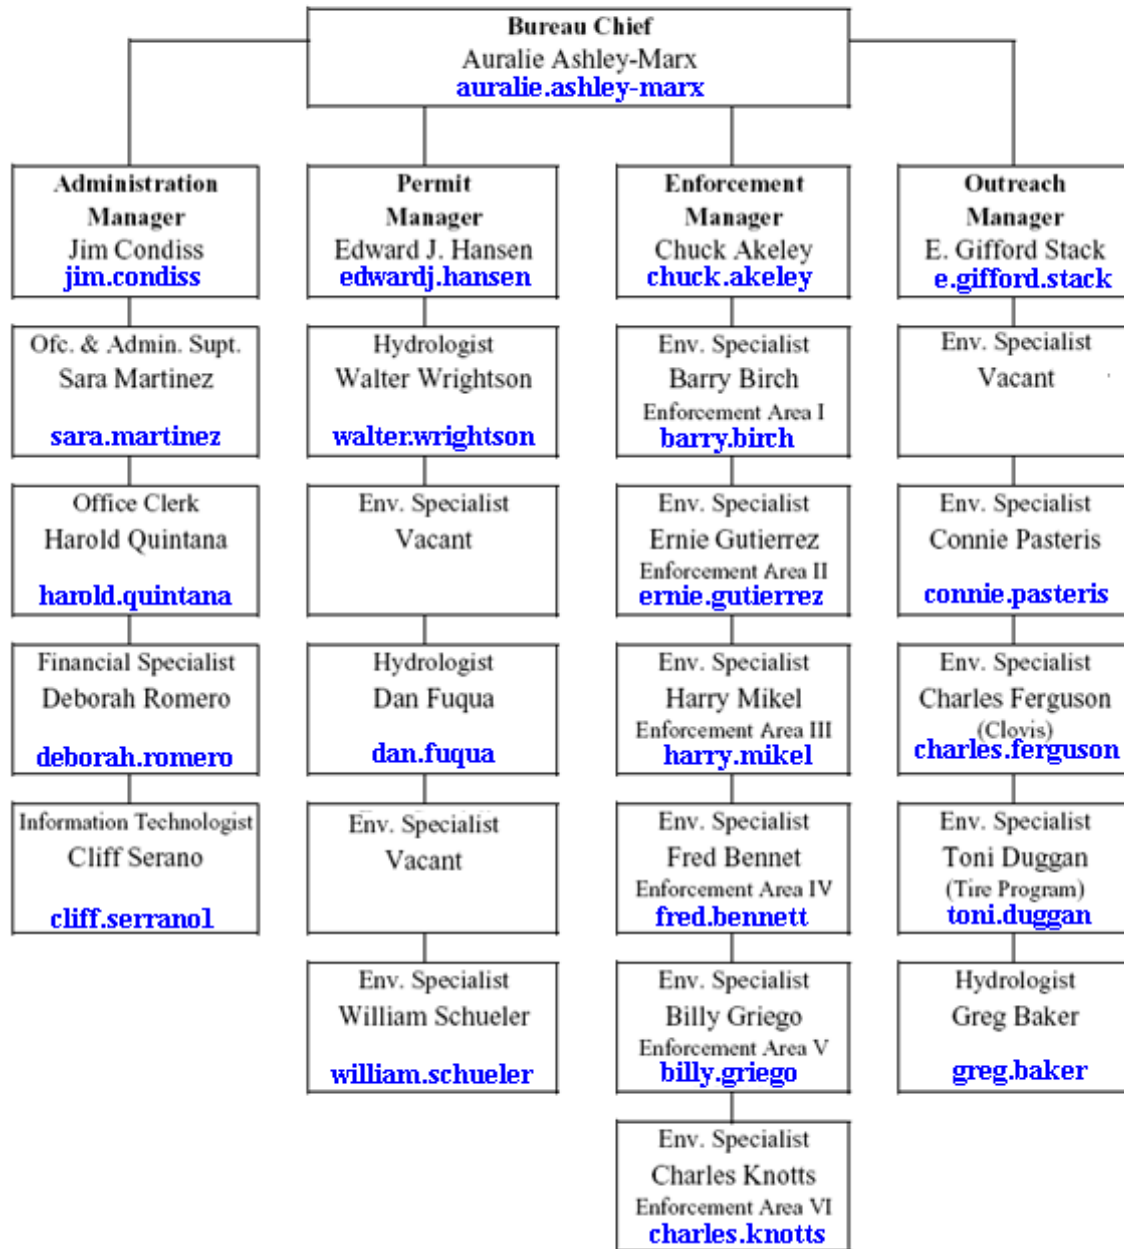 Bureau Chief
Auralie Ashley-Marx
auralie.ashley-marx
Administration
Manager
Jim Condiss
jim.condiss
Ofc. & Admin. Supt.
Sara Martinez
sara.martinez
Office Clerk
Harold Quintana
harold.quintana
Financial Specialist
Deborah Romero
deborah.romero
Information Technologist
Cliff Serano
cliff.serrano1
Permit
Manager
Edward J. Hansen
edwardj.hansen
Hydrologist
Walter Wrightson
walter.wrightson
Env. Specialist
Vacant
Hydrologist
Dan Fuqua
dan.fuqua
Env. Specialist
Vacant
Env. Specialist
William Schueler
william.schueler
Enforcement
Manager
Chuck Akeley
chuck.akeley
Env. Specialist
Barry Birch
Enforcement Area I
barry.birch
Env. Specialist
Ernie Gutierrez
Enforcement Area II
ernie.gutierrez
Env. Specialist
Harry Mikel
Enforcement Area III
harry.mikel
Env. Specialist
Fred Bennet
Enforcement Area IV
fred.bennett
Env. Specialist
Billy Griego
Enforcement Area V
billy.griego
Env. Specialist
Charles Knotts
Enforcement Area VI
charles.knotts
Outreach
Manager
E. Gifford Stack
e.gifford.stack
Env. Specialist
Vacant
Env. Specialist
Connie Pasteris
connie.pasteris
Env. Specialist
Charles Ferguson
(Clovis)
charles.ferguson
Env. Specialist
Toni Duggan
(Tire Program)
toni.duggan
Hydrologist
Greg Baker
greg.baker